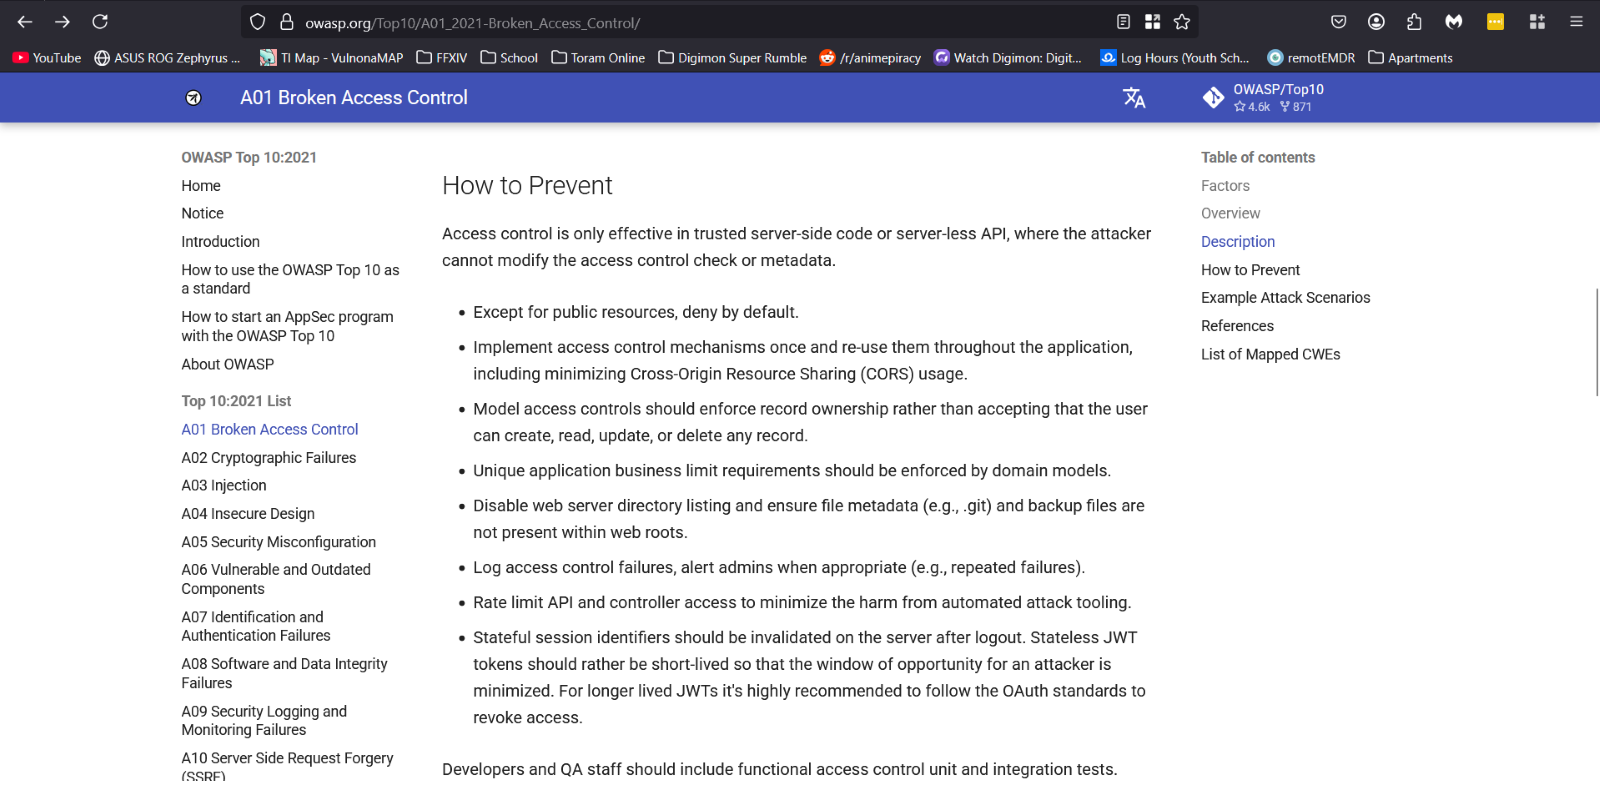 owasp.org/Top10/A01_2021-Broken_Access_Control/
YouTube
ASUS ROG Zephyrus ...
TI Map - VulnonaMAP
FFXIV
School
Toram Online
Digimon Super Rumble
/r/animepiracy
Watch Digimon: Digit...
Log Hours (Youth Sch...
remotEMDR
Apartments
A01 Broken Access Control
OWASP/Top10
4.6k 871
OWASP Top 10:2021
Home
Notice
Introduction
How to use the OWASP Top 10 as
a standard
How to start an AppSec program
with the OWASP Top 10
About OWASP
Top 10:2021 List
A01 Broken Access Control
A02 Cryptographic Failures
A03 Injection
A04 Insecure Design
A05 Security Misconfiguration
A06 Vulnerable and Outdated
Components
A07 Identification and
Authentication Failures
A08 Software and Data Integrity
Failures
A09 Security Logging and
Monitoring Failures
A10 Server Side Request Forgery
(SSRF)
How to Prevent
Access control is only effective in trusted server-side code or server-less API, where the attacker
cannot modify the access control check or metadata.
• Except for public resources, deny by default.
• Implement access control mechanisms once and re-use them throughout the application,
including minimizing Cross-Origin Resource Sharing (CORS) usage.
• Model access controls should enforce record ownership rather than accepting that the user
can create, read, update, or delete any record.
• Unique application business limit requirements should be enforced by domain models.
• Disable web server directory listing and ensure file metadata (e.g., .git) and backup files are
not present within web roots.
• Log access control failures, alert admins when appropriate (e.g., repeated failures).
• Rate limit API and controller access to minimize the harm from automated attack tooling.
• Stateful session identifiers should be invalidated on the server after logout. Stateless JWT
tokens should rather be short-lived so that the window of opportunity for an attacker is
minimized. For longer lived JWTs it's highly recommended to follow the OAuth standards to
revoke access.
Developers and QA staff should include functional access control unit and integration tests.
Table of contents
Factors
Overview
Description
How to Prevent
Example Attack Scenarios
References
List of Mapped CWEs